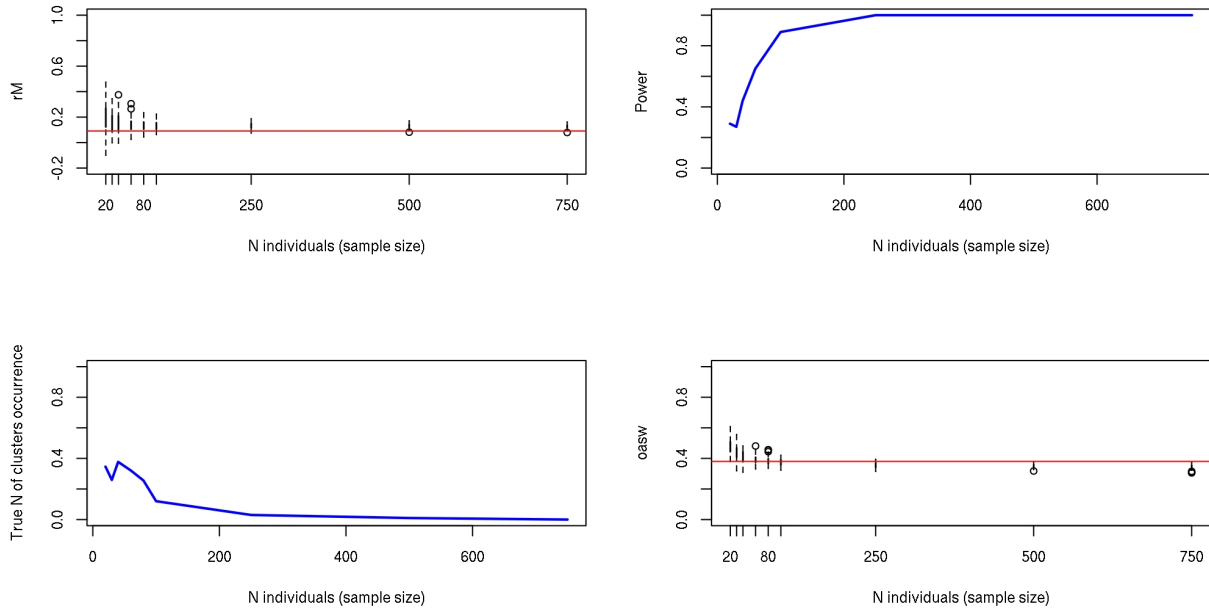 rM
-0.2 0.2 0.6 1.0
20 80 250 500 750
N individuals (sample size)
Power
0.0 0.4 0.8
0 200 400 600
N individuals (sample size)
True N of clusters occurrence
0.0 0.4 0.8
0 200 400 600
N individuals (sample size)
oasw
0.0 0.4 0.8
20 80 250 500 750
N individuals (sample size)